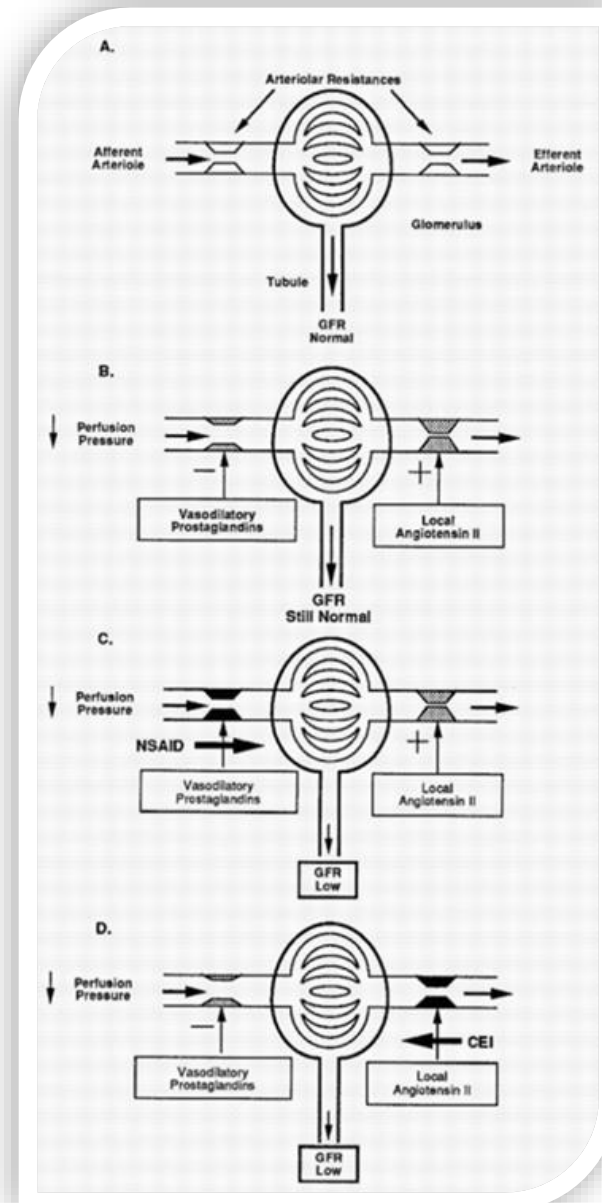 A.
Arteriolar Resistances
Afferent
Arteriole
Efferent
Arteriole
Glomerulus
Tubule
GFR
Normal
B.
Perfusion
Pressure
−
+
Vasodilatory
Prostaglandins
Local
Angiotensin II
GFR
Still Normal
C.
Perfusion
Pressure
NSAID
+
Vasodilatory
Prostaglandins
Local
Angiotensin II
GFR
Low
D.
Perfusion
Pressure
−
CEI
Vasodilatory
Prostaglandins
Local
Angiotensin II
GFR
Low